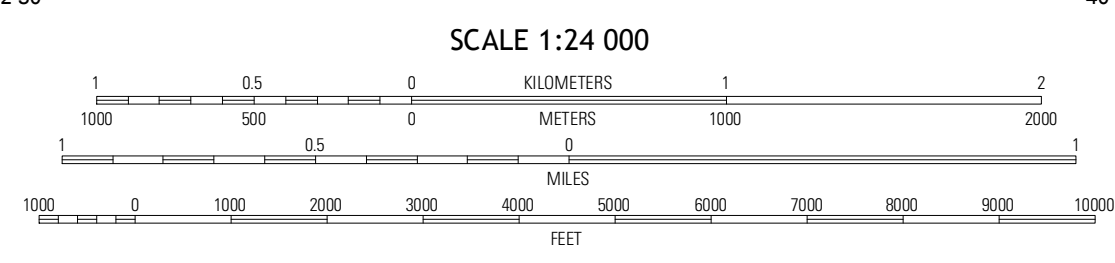 SCALE 1:24 000
1 0.5 0 KILOMETERS 1 2
1000 500 0 METERS 1000 2000
1 0.5 0 1
MILES
1000 0 1000 2000 3000 4000 5000 6000 7000 8000 9000 10000
FEET